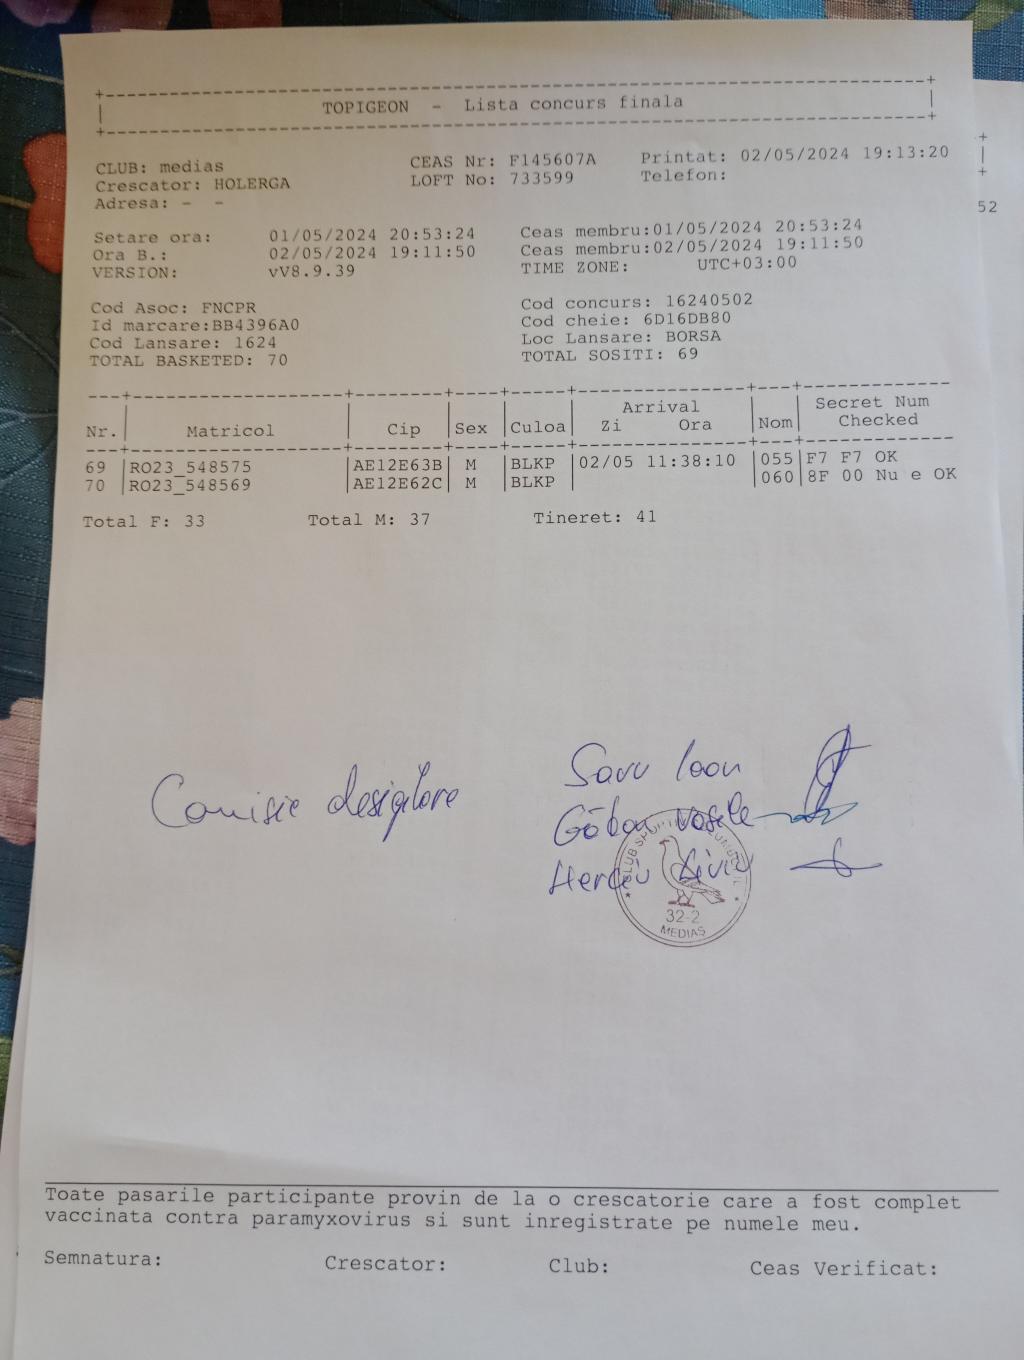 TOPIGEON - Lista concurs finala
CLUB: medias CEAS Nr: F145607A Printat: 02/05/2024 19:13:20
Crescator: HOLERGA LOFT No: 733599 Telefon:
Adresa: - -
52
Setare ora: 01/05/2024 20:53:24 Ceas membru:01/05/2024 20:53:24
Ora B.: 02/05/2024 19:11:50 Ceas membru:02/05/2024 19:11:50
VERSION: vV8.9.39 TIME ZONE: UTC+03:00
Cod Asoc: FNCPR Cod concurs: 16240502
Id marcare:BB4396A0 Cod cheie: 6D16DB80
Cod Lansare: 1624 Loc Lansare: BORSA
TOTAL BASKETED: 70 TOTAL SOSITI: 69
Arrival Secret Num
Nr. Matricol Cip Sex Culoa Zi Ora Nom Checked
69 RO23_548575 AE12E63B M BLKP 02/05 11:38:10 055 F7 F7 OK
70 RO23_548569 AE12E62C M BLKP 060 8F 00 Nu e OK
Total F: 33 Total M: 37 Tineret: 41
Comisie desigilare
Savu Ioan
Găban Vasile
Herciu Liviu
CLUB SPORTIV COLUMBOFIL
32-2
MEDIAȘ
Toate pasarile participante provin de la o crescatorie care a fost complet
vaccinata contra paramyxovirus si sunt inregistrate pe numele meu.
Semnatura: Crescator: Club: Ceas Verificat: